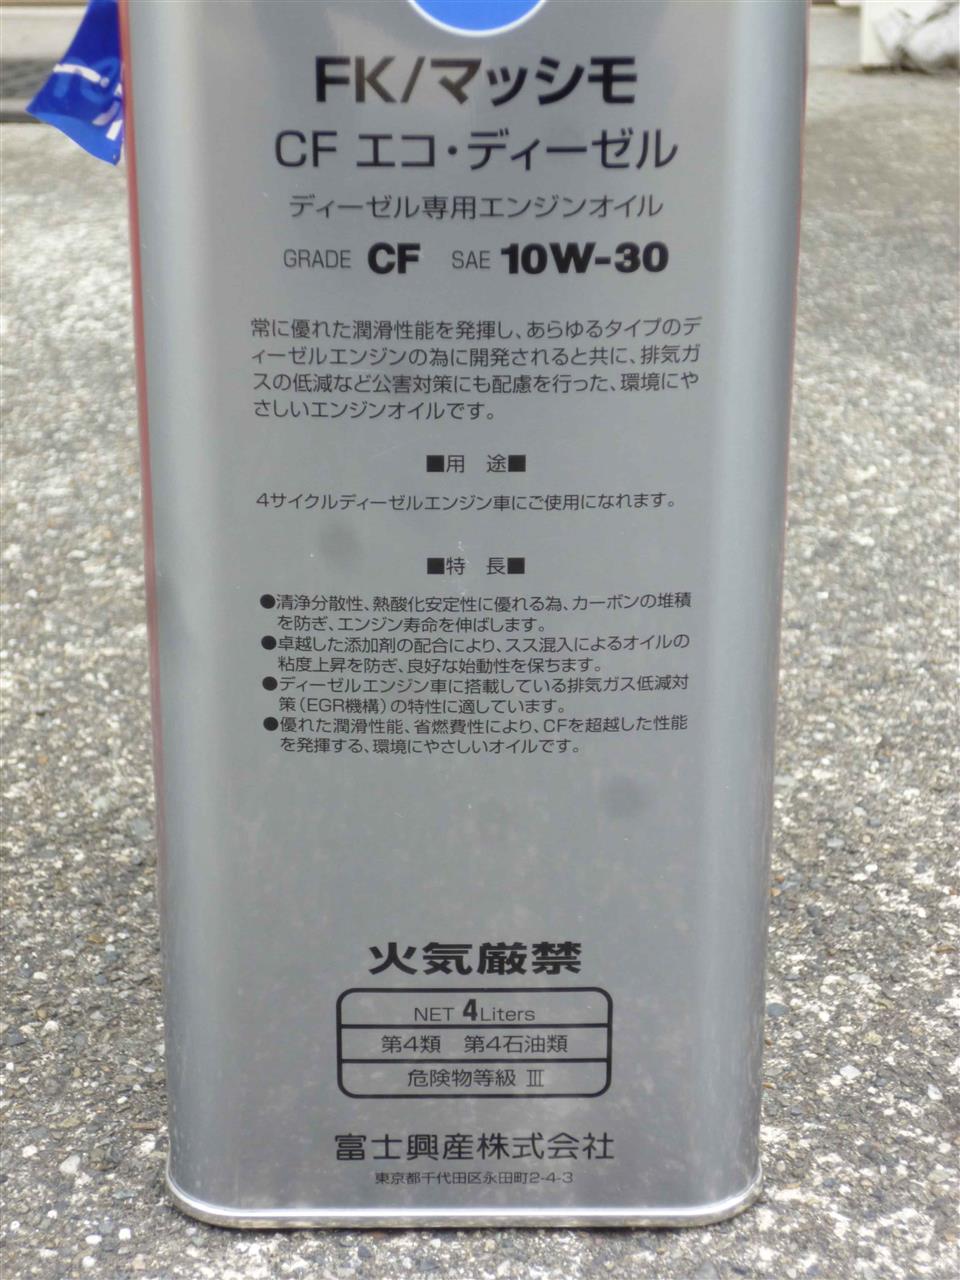 FK/マッシモ
CF エコ・ディーゼル
ディーゼル専用エンジンオイル
GRADE CF SAE 10W-30
常に優れた潤滑性能を発揮し、あらゆるタイプのデ
ィーゼルエンジンの為に開発されると共に、排気ガ
スの低減など公害対策にも配慮を行った、環境にや
さしいエンジンオイルです。
■用 途■
4サイクルディーゼルエンジン車にご使用になれます。
■特 長■
●清浄分散性、熱酸化安定性に優れる為、カーボンの堆積
を防ぎ、エンジン寿命を伸ばします。
●卓越した添加剤の配合により、スス混入によるオイルの
粘度上昇を防ぎ、良好な始動性を保ちます。
●ディーゼルエンジン車に搭載している排気ガス低減対
策(EGR機構)の特性に適しています。
●優れた潤滑性能、省燃費性により、CFを超越した性能
を発揮する、環境にやさしいオイルです。
火気厳禁
NET 4Liters
第4類 第4石油類
危険物等級 Ⅲ
富士興産株式会社
東京都千代田区永田町2-4-3